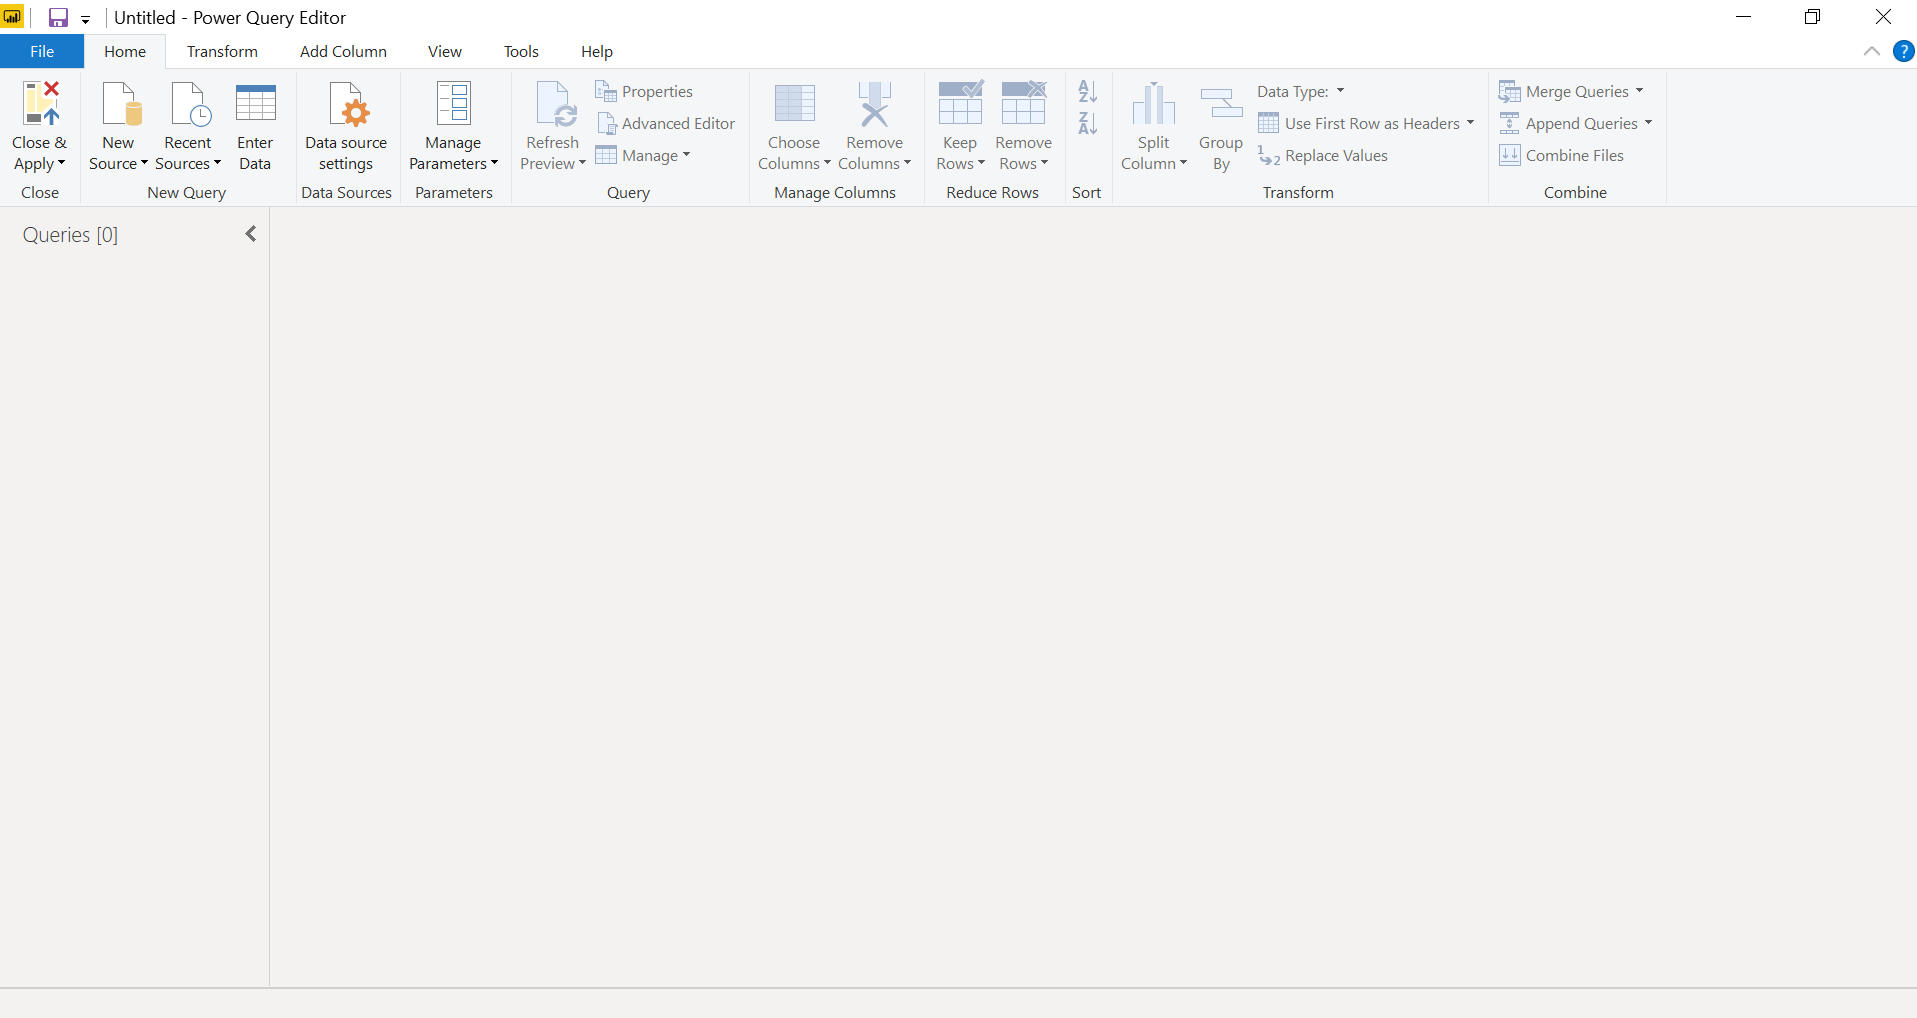 Untitled - Power Query Editor
File Home Transform Add Column View Tools Help
?
Close &
Apply
Close
New
Source
Recent
Sources
Enter
Data
New Query
Data source
settings
Data Sources
Manage
Parameters
Parameters
Refresh
Preview
Properties
Advanced Editor
Manage
Query
Choose
Columns
Remove
Columns
Manage Columns
Keep
Rows
Remove
Rows
Reduce Rows
A
Z
Z
A
Sort
Split
Column
Group
By
Data Type:
Use First Row as Headers
1
2
Replace Values
Transform
Merge Queries
Append Queries
Combine Files
Combine
Queries [0]